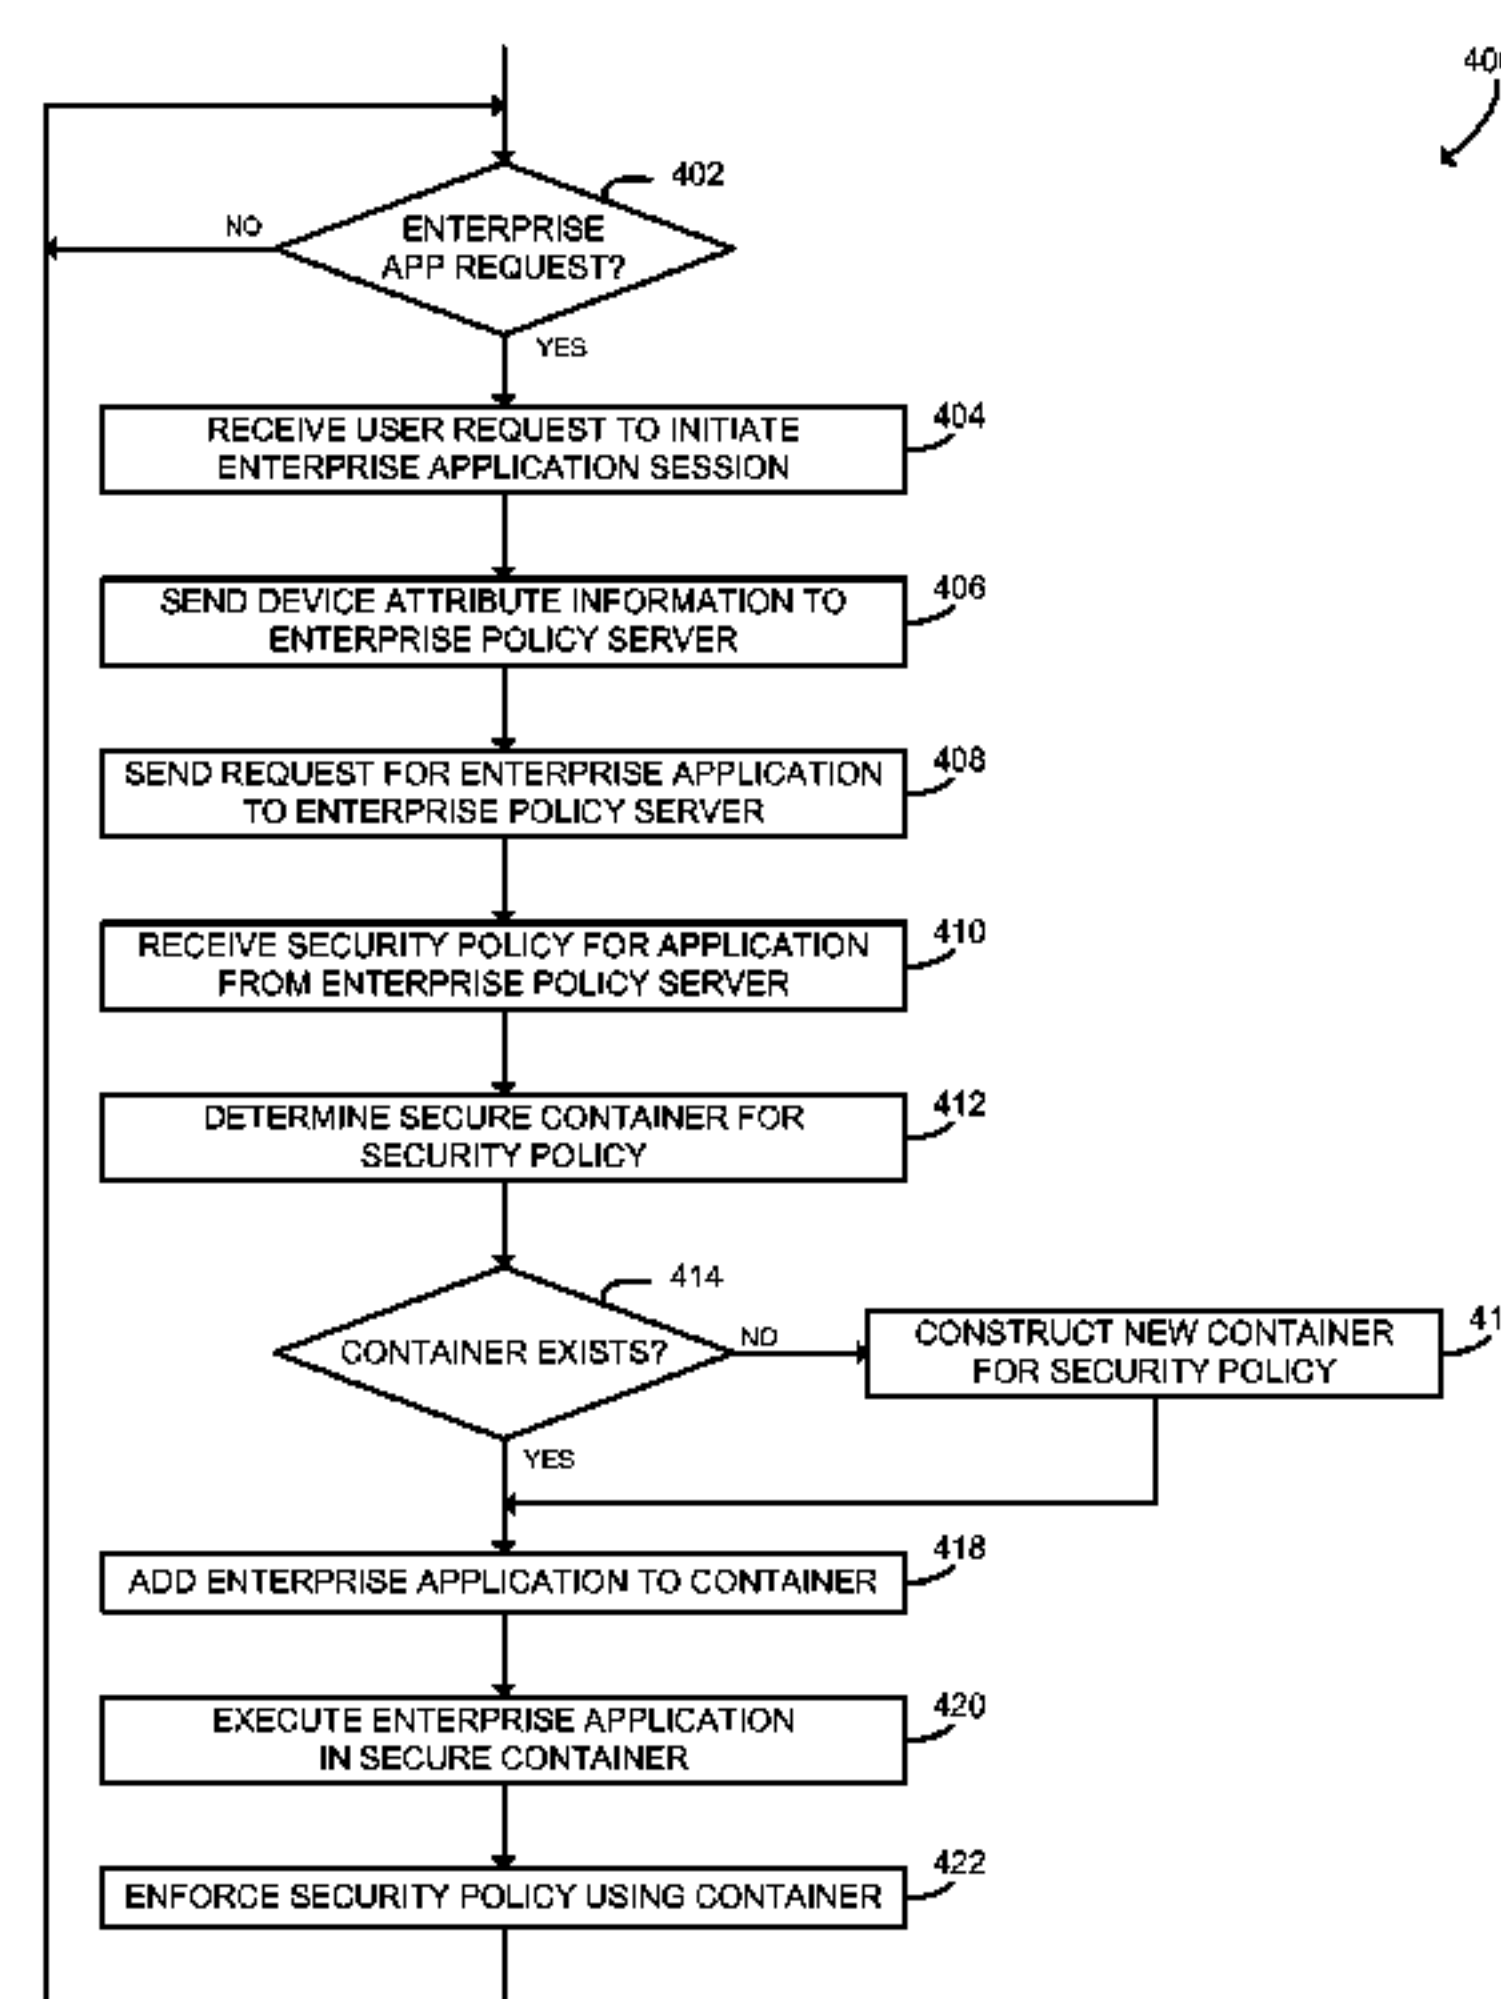 402
ENTERPRISE
APP REQUEST?
NO
YES
RECEIVE USER REQUEST TO INITIATE
ENTERPRISE APPLICATION SESSION
404
SEND DEVICE ATTRIBUTE INFORMATION TO
ENTERPRISE POLICY SERVER
406
SEND REQUEST FOR ENTERPRISE APPLICATION
TO ENTERPRISE POLICY SERVER
408
RECEIVE SECURITY POLICY FOR APPLICATION
FROM ENTERPRISE POLICY SERVER
410
DETERMINE SECURE CONTAINER FOR
SECURITY POLICY
412
414
CONTAINER EXISTS?
NO
CONSTRUCT NEW CONTAINER
FOR SECURITY POLICY
YES
ADD ENTERPRISE APPLICATION TO CONTAINER
418
EXECUTE ENTERPRISE APPLICATION
IN SECURE CONTAINER
420
ENFORCE SECURITY POLICY USING CONTAINER
422